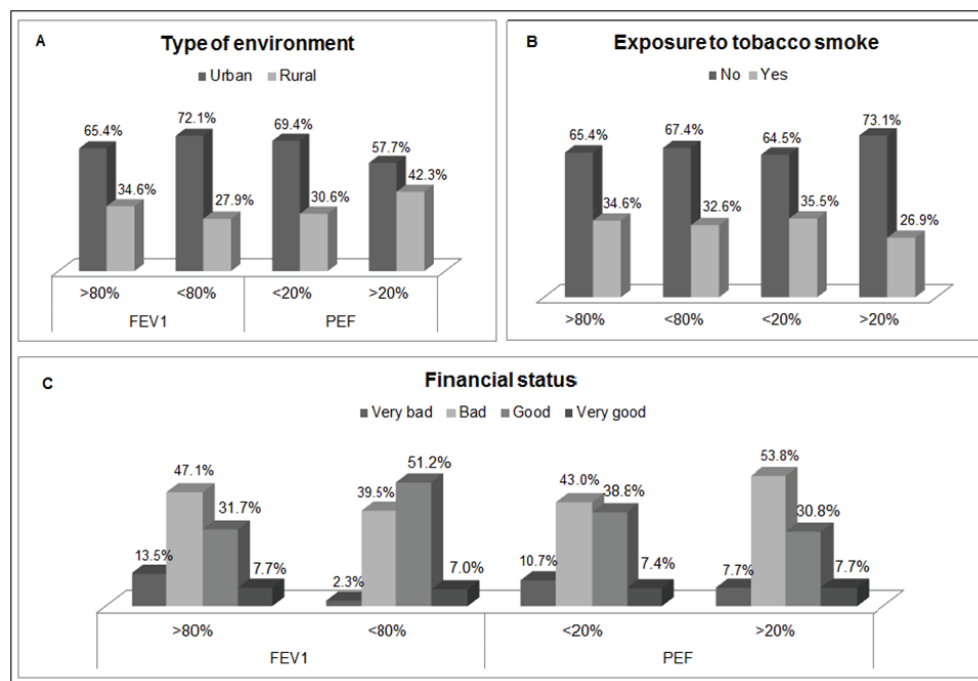 A
Type of environment
Urban Rural
65.4% 34.6% 72.1% 27.9% 69.4% 30.6% 57.7% 42.3%
>80% <80% <20% >20%
FEV1 PEF
B
Exposure to tobacco smoke
No Yes
65.4% 34.6% 67.4% 32.6% 64.5% 35.5% 73.1% 26.9%
>80% <80% <20% >20%
C
Financial status
Very bad Bad Good Very good
13.5% 47.1% 31.7% 7.7% 2.3% 39.5% 51.2% 7.0% 10.7% 43.0% 38.8% 7.4% 7.7% 53.8% 30.8% 7.7%
>80% <80% <20% >20%
FEV1 PEF